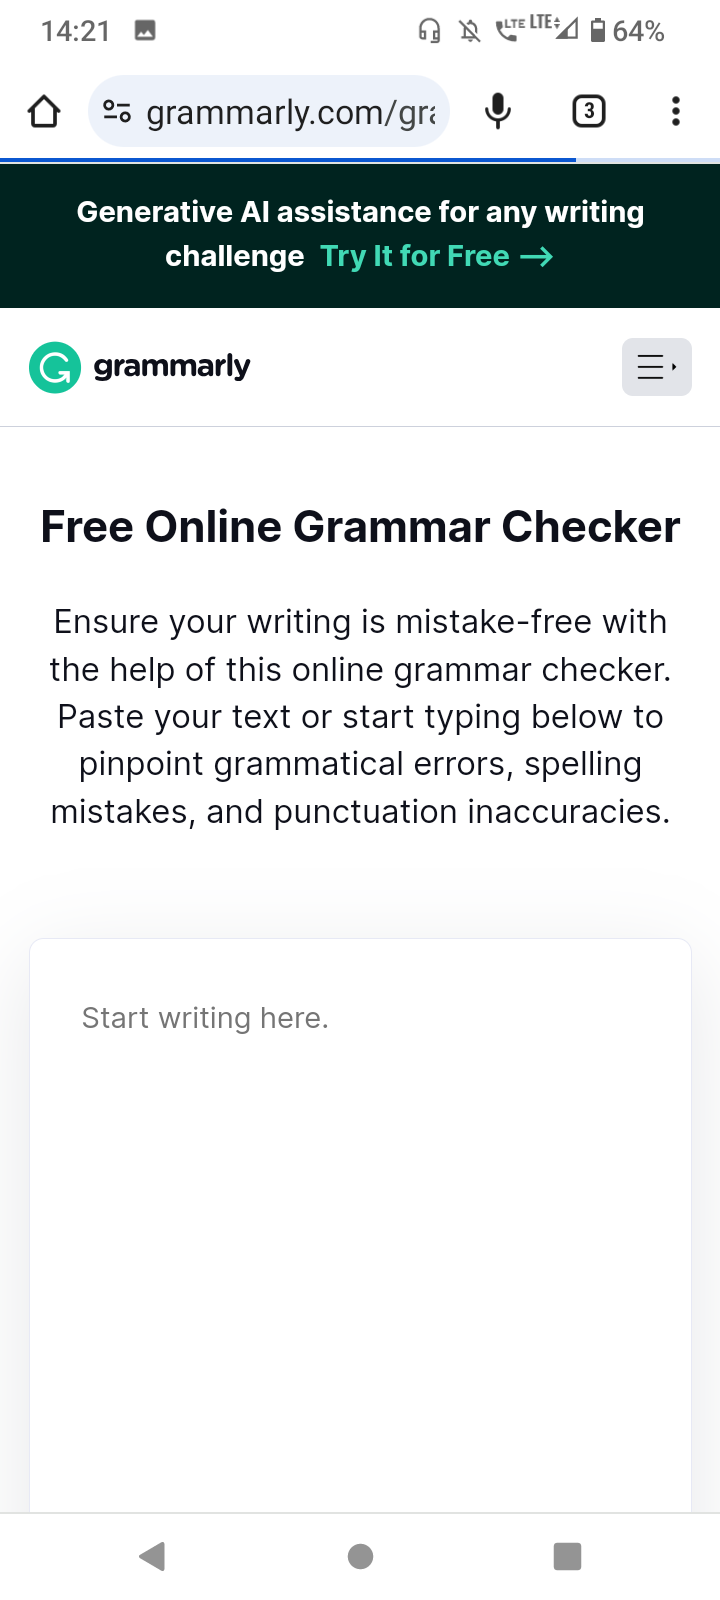 14:21
LTE LTE 64%
grammarly.com/gra
3
Generative AI assistance for any writing
challenge Try It for Free →
grammarly
Free Online Grammar Checker
Ensure your writing is mistake-free with
the help of this online grammar checker.
Paste your text or start typing below to
pinpoint grammatical errors, spelling
mistakes, and punctuation inaccuracies.
Start writing here.